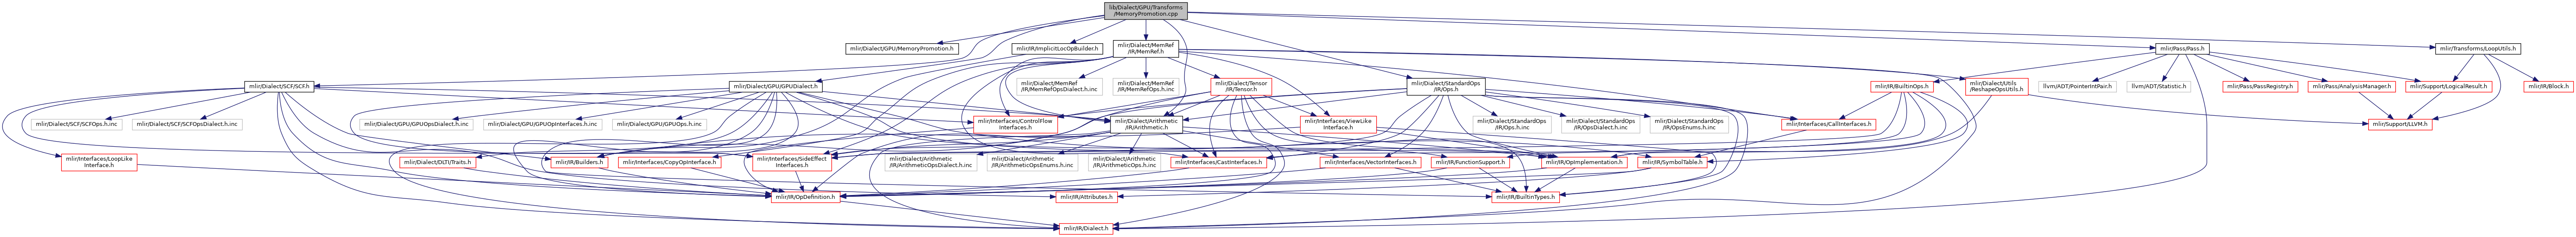 lib/Dialect/GPU/Transforms
/MemoryPromotion.cpp
mlir/Dialect/GPU/MemoryPromotion.h
mlir/IR/ImplicitLocOpBuilder.h
mlir/Dialect/MemRef
/IR/MemRef.h
mlir/Pass/Pass.h
mlir/Transforms/LoopUtils.h
mlir/Dialect/SCF/SCF.h
mlir/Dialect/GPU/GPUDialect.h
mlir/Dialect/MemRef
/IR/MemRefOpsDialect.h.inc
mlir/Dialect/MemRef
/IR/MemRefOps.h.inc
mlir/Dialect/Tensor
/IR/Tensor.h
mlir/Dialect/StandardOps
/IR/Ops.h
mlir/IR/BuiltinOps.h
mlir/Dialect/Utils
/ReshapeOpsUtils.h
llvm/ADT/PointerIntPair.h
llvm/ADT/Statistic.h
mlir/Pass/PassRegistry.h
mlir/Pass/AnalysisManager.h
mlir/Support/LogicalResult.h
mlir/IR/Block.h
mlir/Dialect/SCF/SCFOps.h.inc
mlir/Dialect/SCF/SCFOpsDialect.h.inc
mlir/Dialect/GPU/GPUOpsDialect.h.inc
mlir/Dialect/GPU/GPUOpInterfaces.h.inc
mlir/Dialect/GPU/GPUOps.h.inc
mlir/Interfaces/ControlFlow
Interfaces.h
mlir/Dialect/Arithmetic
/IR/Arithmetic.h
mlir/Interfaces/ViewLike
Interface.h
mlir/Dialect/StandardOps
/IR/Ops.h.inc
mlir/Dialect/StandardOps
/IR/OpsDialect.h.inc
mlir/Dialect/StandardOps
/IR/OpsEnums.h.inc
mlir/Interfaces/CallInterfaces.h
mlir/Support/LLVM.h
mlir/Interfaces/LoopLike
Interface.h
mlir/Dialect/DLTI/Traits.h
mlir/IR/Builders.h
mlir/Interfaces/CopyOpInterface.h
mlir/Interfaces/SideEffect
Interfaces.h
mlir/Dialect/Arithmetic
/IR/ArithmeticOpsDialect.h.inc
mlir/Dialect/Arithmetic
/IR/ArithmeticOpsEnums.h.inc
mlir/Dialect/Arithmetic
/IR/ArithmeticOps.h.inc
mlir/Interfaces/CastInterfaces.h
mlir/Interfaces/VectorInterfaces.h
mlir/IR/FunctionSupport.h
mlir/IR/OpImplementation.h
mlir/IR/SymbolTable.h
mlir/IR/OpDefinition.h
mlir/IR/Attributes.h
mlir/IR/BuiltinTypes.h
mlir/IR/Dialect.h